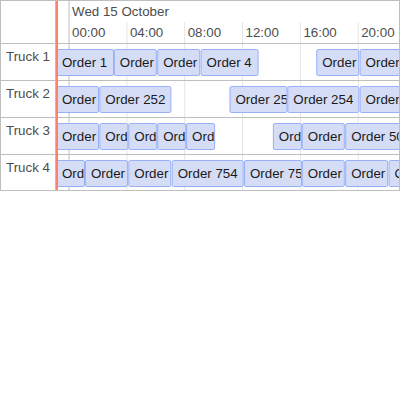 Wed 15 October
00:00 04:00 08:00 12:00 16:00 20:00
Truck 1 Order 1 Order Order Order 4 Order Order
Truck 2 Order Order 252 Order 25 Order 254 Order
Truck 3 Order Ord Ord Ord Ord Ord Order Order 50
Truck 4 Ord Order Order Order 754 Order 75 Order Order